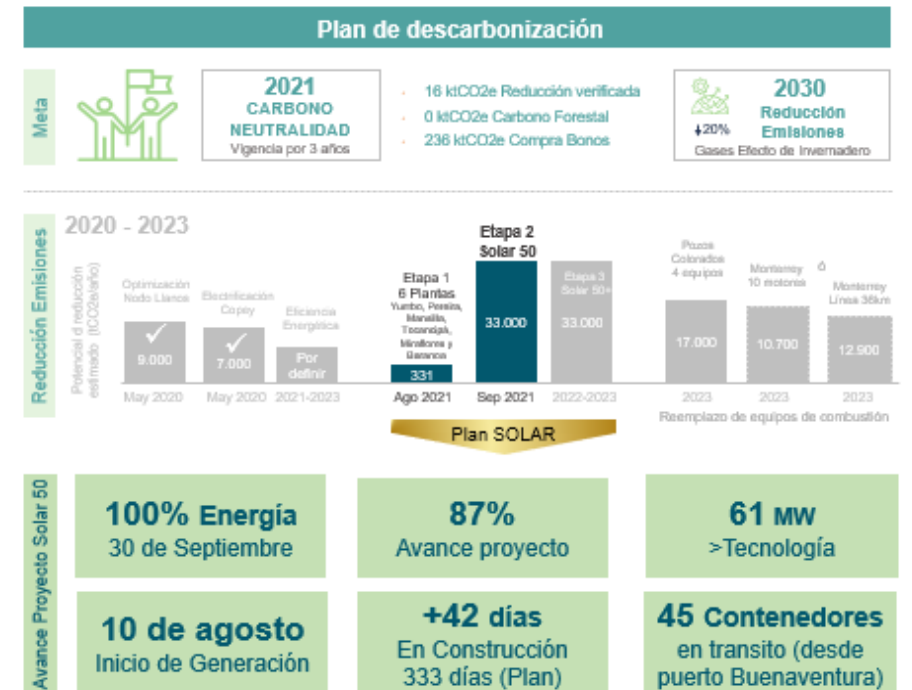 Plan de descarbonización
Meta
2021
CARBONO
NEUTRALIDAD
Vigencia por 3 años
16 ktCO2e Reducción verificada
0 ktCO2e Carbono Forestal
236 ktCO2e Compra Bonos
20%
2030
Reducción
Emisiones
Gases Efecto de Invernadero
Reducción Emisiones
2020 - 2023
Potencial d reducción
estimado (tCO2e/año)
Optimización
Nodo Llanos
9.000
May 2020
Electrificación
Copey
7.000
May 2020
Eficiencia
Energética
Por
definir
2021-2023
Etapa 1
6 Plantas
Yumbo, Pereira,
Manizales,
Tocancipá,
Miraflores y
331
Ago 2021
Etapa 2
Solar 50
33.000
Sep 2021
Etapa 3
Solar 50+
33.000
2022-2023
Plan SOLAR
Pozos
Colorados
4 equipos
17.000
2023
Monterrey
10 motores
ó
10.700
2023
Monterrey
Línea 36km
12.900
2023
Reemplazo de equipos de combustión
Avance Proyecto Solar 50
100% Energía
30 de Septiembre
87%
Avance proyecto
61 MW
>Tecnología
10 de agosto
Inicio de Generación
+42 días
En Construcción
333 días (Plan)
45 Contenedores
en transito (desde
puerto Buenaventura)